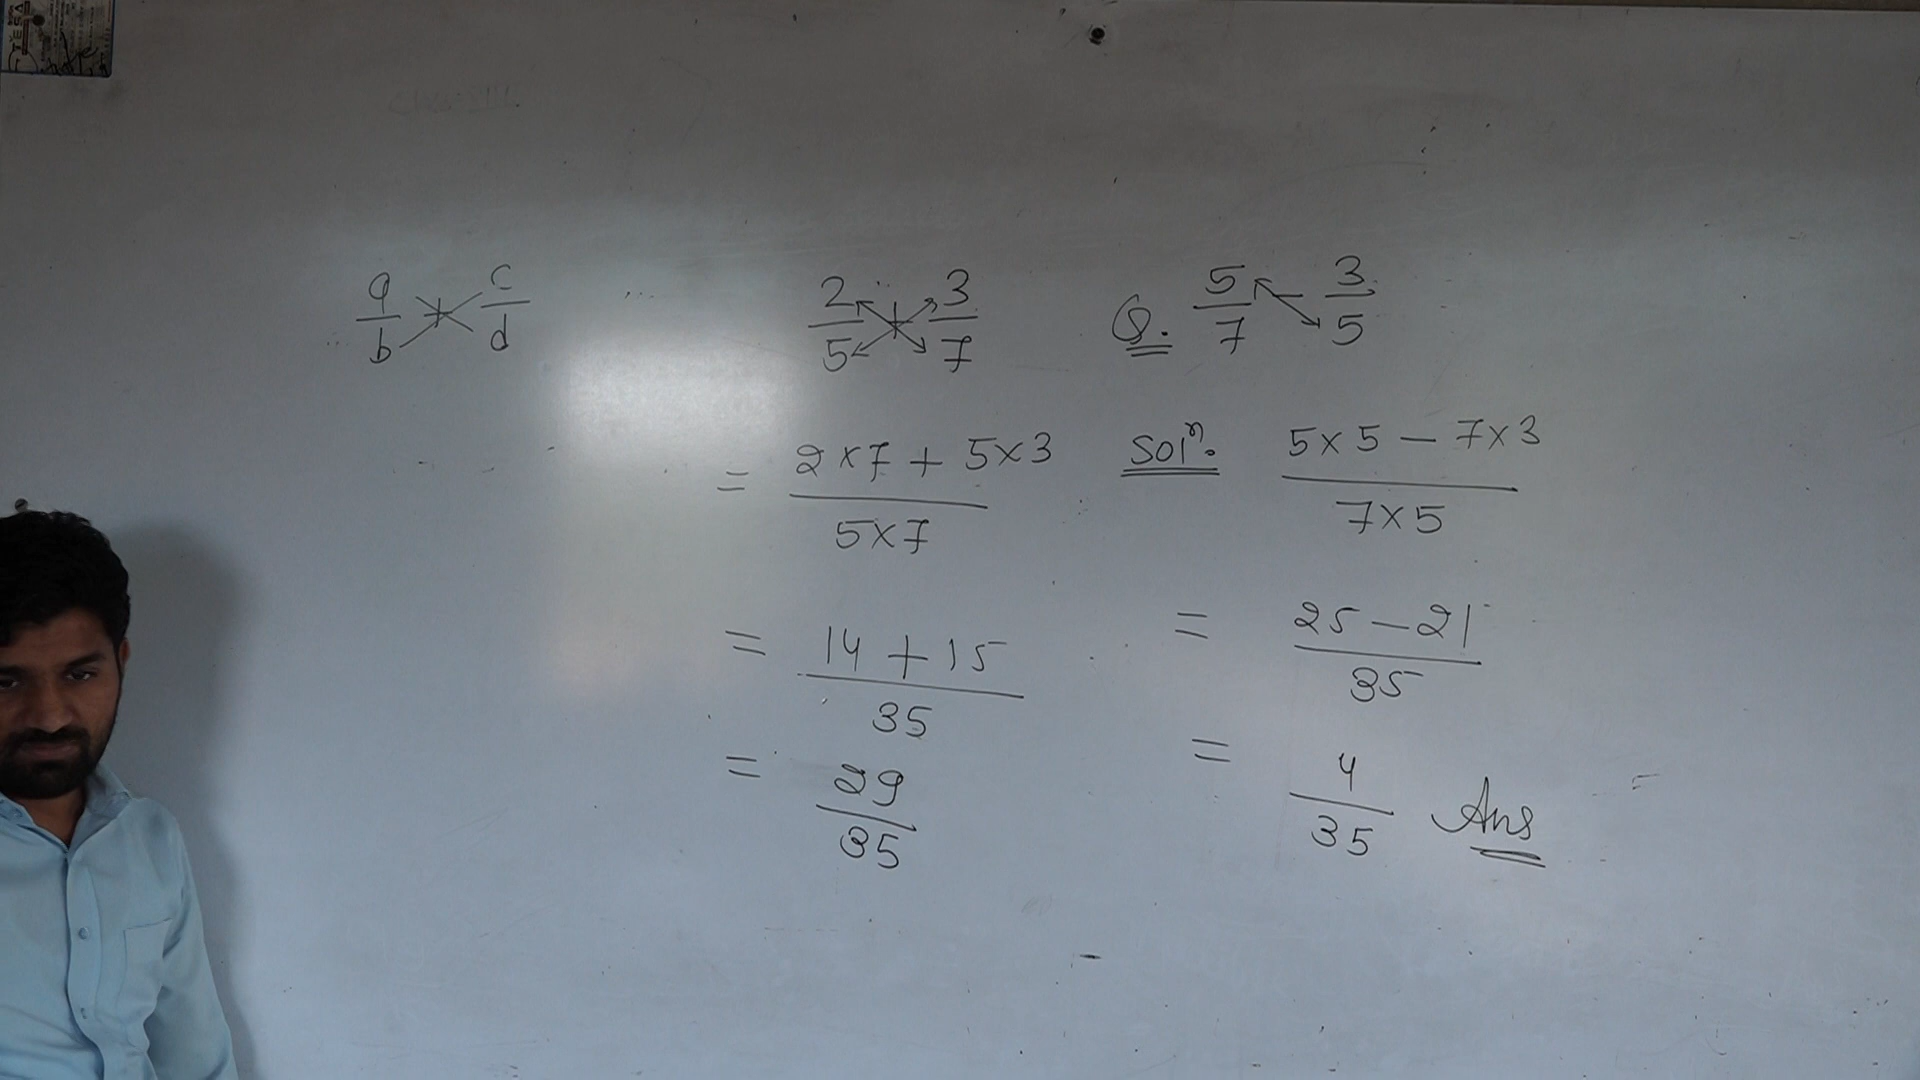 a/b + c/d
2/5 + 3/7
= 2×7 + 5×3 / 5×7
= 14 + 15 / 35
= 29/35
Q. 5/7 − 3/5
Solⁿ. 5×5 − 7×3 / 7×5
= 25 − 21 / 35
= 4/35 Ans